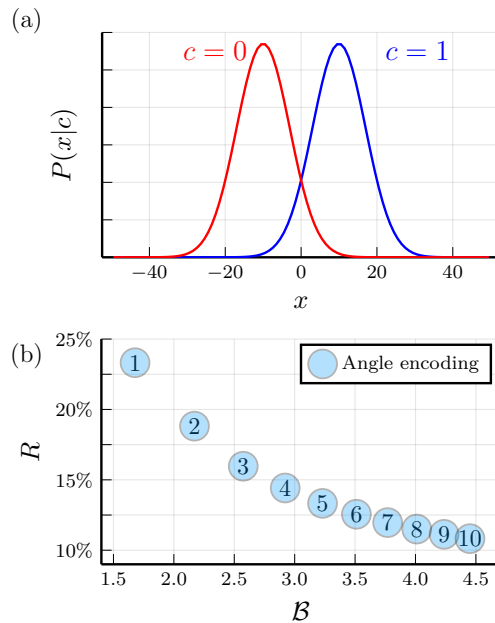 (a)
c = 0
c = 1
P(x|c)
−40 −20 0 20 40
x
(b)
25%
20%
15%
10%
R
Angle encoding
1
2
3
4
5
6
7
8
9
10
1.5 2.0 2.5 3.0 3.5 4.0 4.5
ℬ